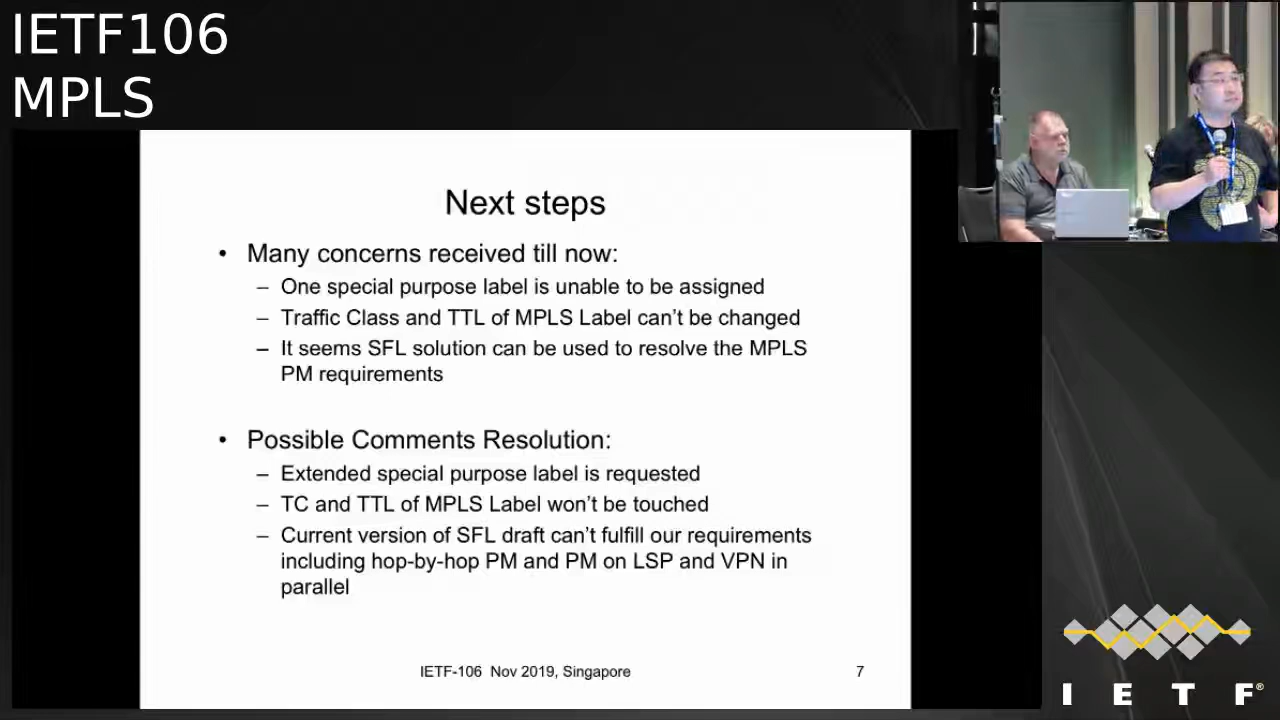 IETF106
MPLS
Next steps
• Many concerns received till now:
– One special purpose label is unable to be assigned
– Traffic Class and TTL of MPLS Label can't be changed
– It seems SFL solution can be used to resolve the MPLS
PM requirements
• Possible Comments Resolution:
– Extended special purpose label is requested
– TC and TTL of MPLS Label won't be touched
– Current version of SFL draft can't fulfill our requirements
including hop-by-hop PM and PM on LSP and VPN in
parallel
IETF-106 Nov 2019, Singapore
7
I E T F®